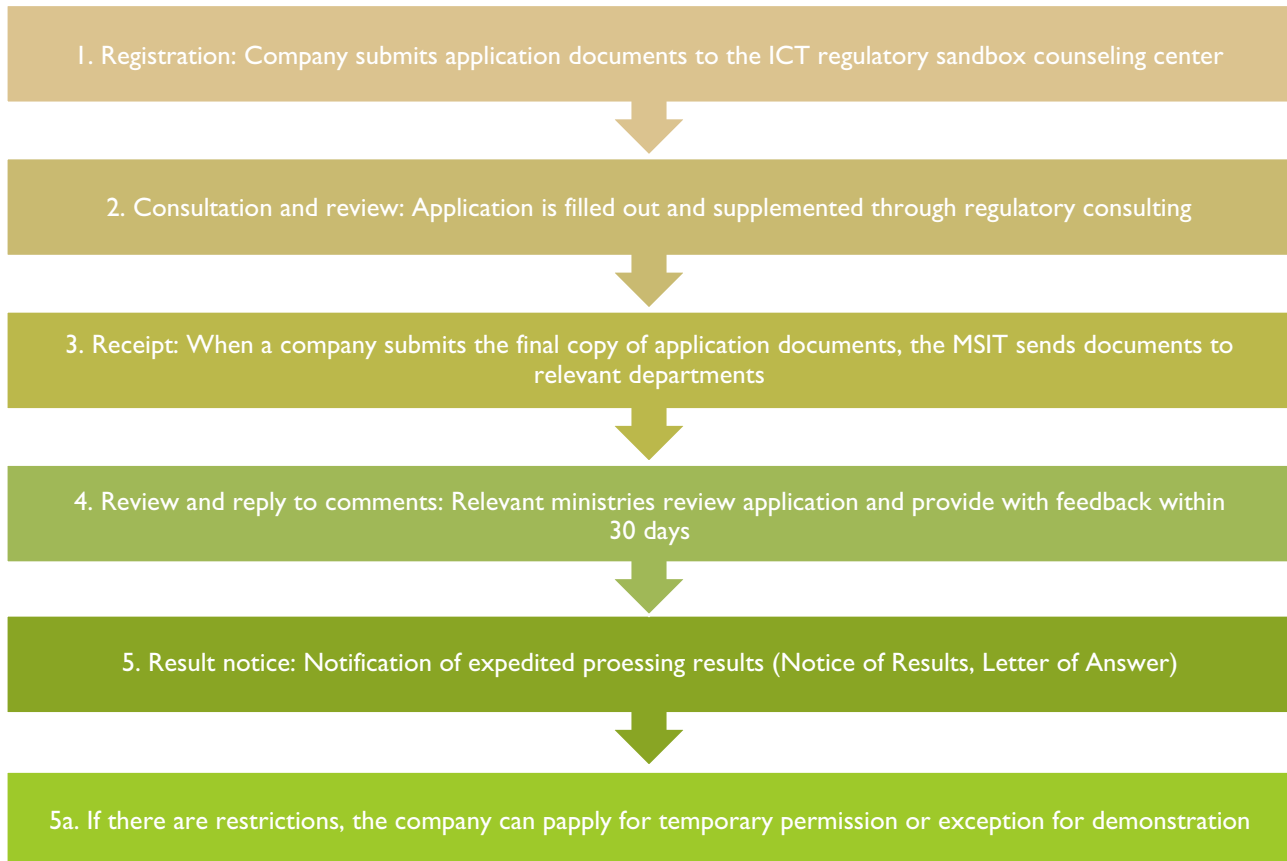 1. Registration: Company submits application documents to the ICT regulatory sandbox counseling center
2. Consultation and review: Application is filled out and supplemented through regulatory consulting
3. Receipt: When a company submits the final copy of application documents, the MSIT sends documents to
relevant departments
4. Review and reply to comments: Relevant ministries review application and provide with feedback within
30 days
5. Result notice: Notification of expedited proessing results (Notice of Results, Letter of Answer)
5a. If there are restrictions, the company can papply for temporary permission or exception for demonstration